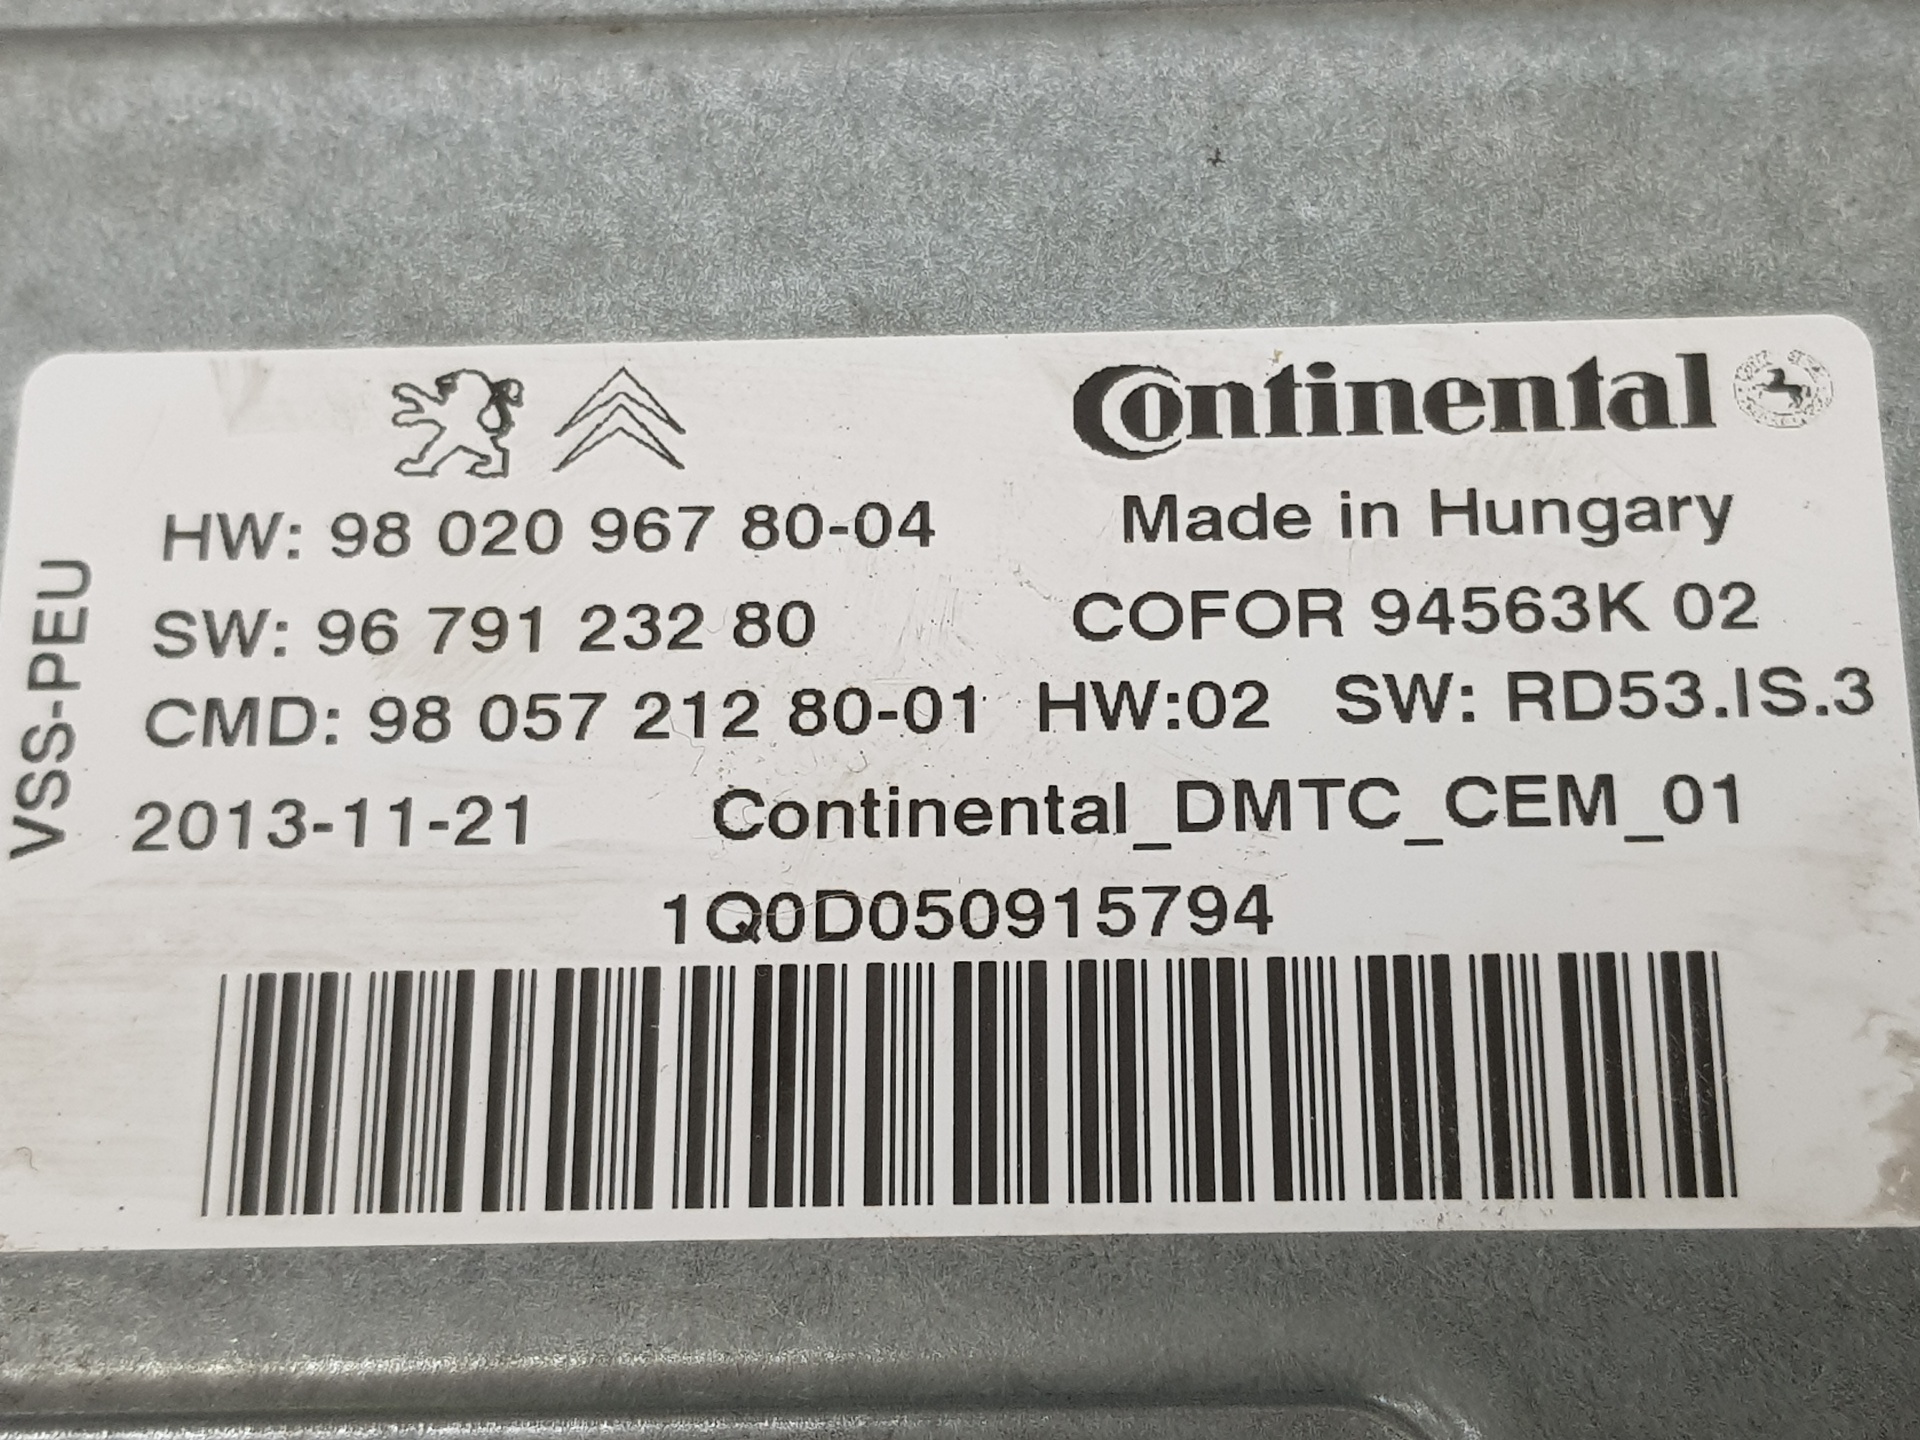 Continental
HW: 98 020 967 80-04
Made in Hungary
SW: 96 791 232 80
COFOR 94563K 02
CMD: 98 057 212 80-01 HW:02 SW: RD53.IS.3
2013-11-21 Continental_DMTC_CEM_01
1Q0D050915794
VSS-PEU